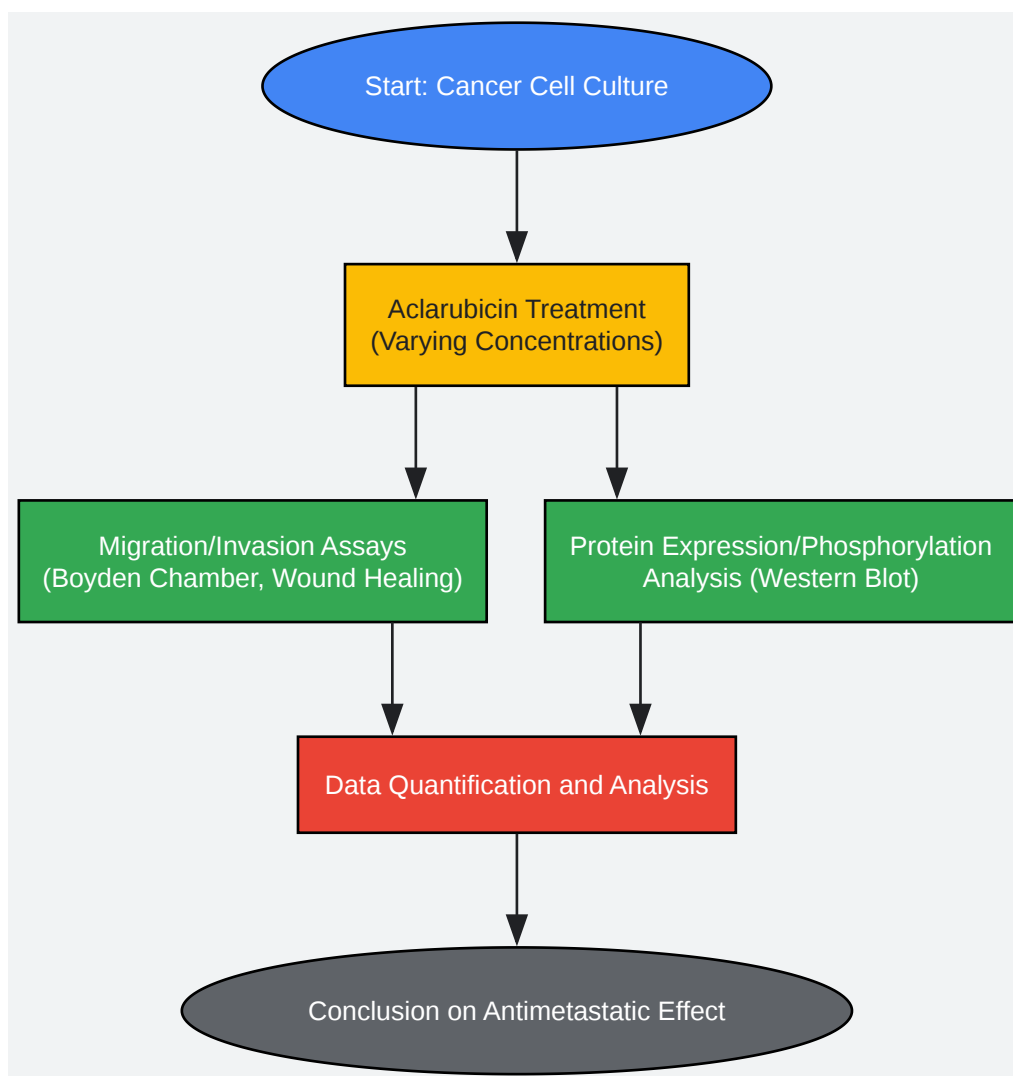 Start: Cancer Cell Culture
Aclarubicin Treatment
(Varying Concentrations)
Migration/Invasion Assays
(Boyden Chamber, Wound Healing)
Protein Expression/Phosphorylation
Analysis (Western Blot)
Data Quantification and Analysis
Conclusion on Antimetastatic Effect